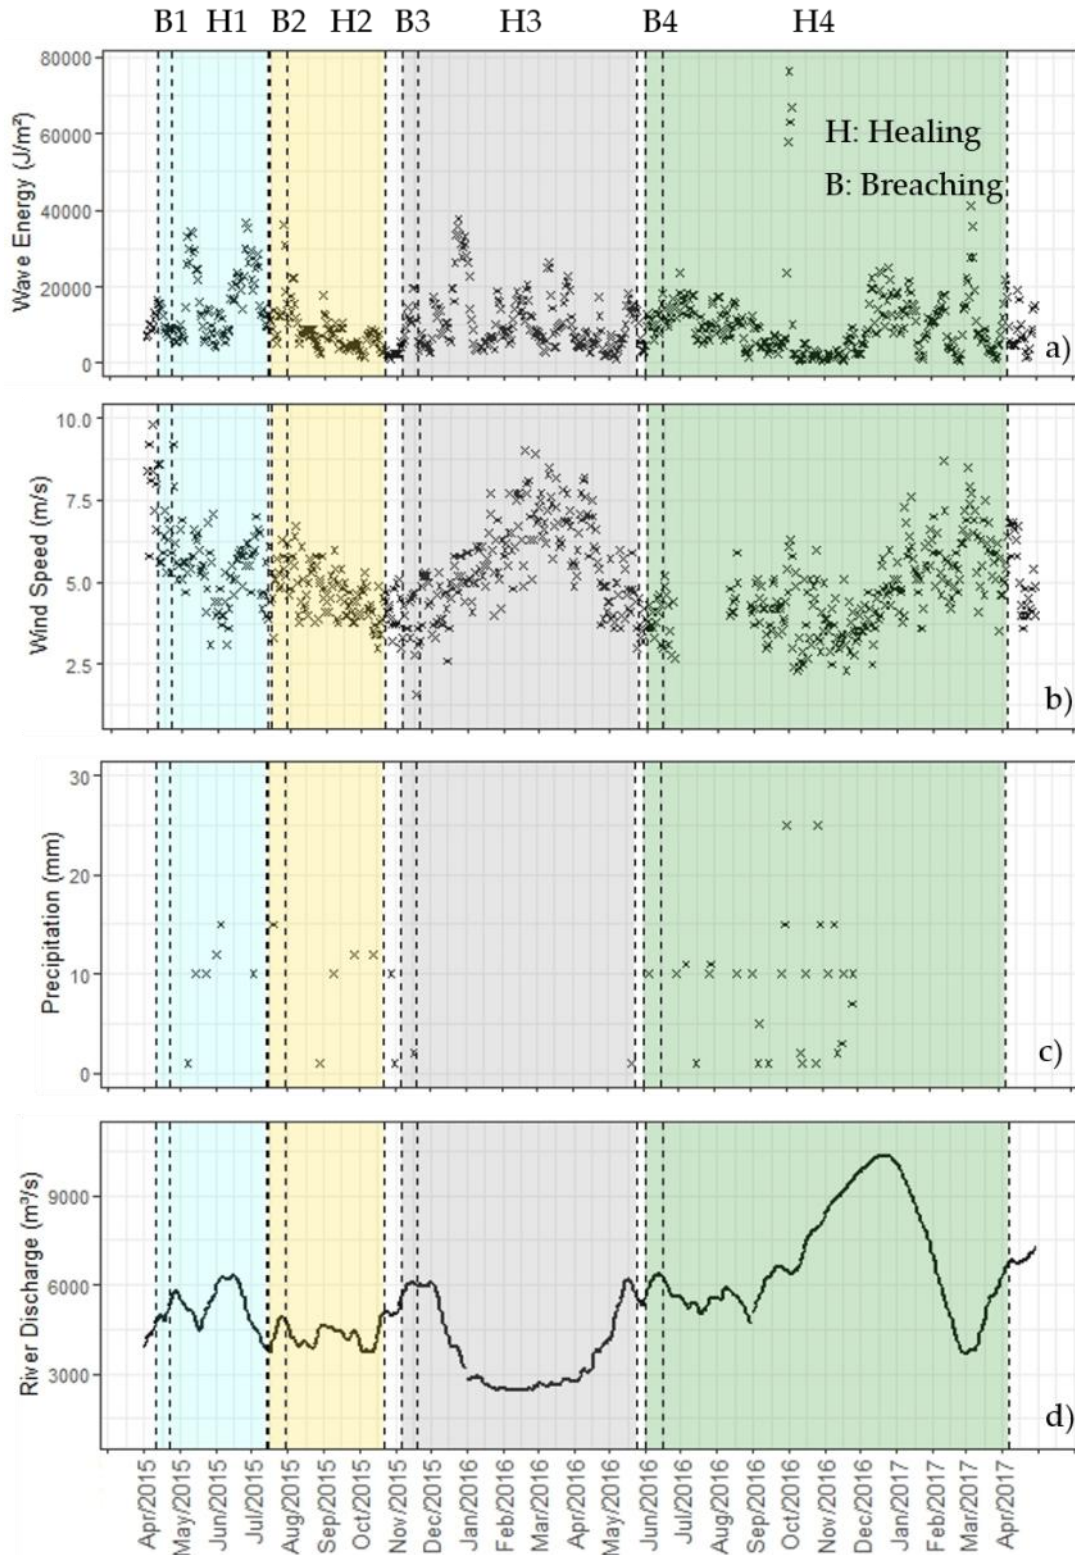 B1 H1 B2 H2 B3 H3 B4 H4
Wave Energy (J/m²)
80000
60000
40000
20000
0
H: Healing
B: Breaching
a)
Wind Speed (m/s)
10.0
7.5
5.0
2.5
b)
Precipitation (mm)
30
20
10
0
c)
River Discharge (m³/s)
9000
6000
3000
d)
Apr/2015
May/2015
Jun/2015
Jul/2015
Aug/2015
Sep/2015
Oct/2015
Nov/2015
Dec/2015
Jan/2016
Feb/2016
Mar/2016
Apr/2016
May/2016
Jun/2016
Jul/2016
Aug/2016
Sep/2016
Oct/2016
Nov/2016
Dec/2016
Jan/2017
Feb/2017
Mar/2017
Apr/2017